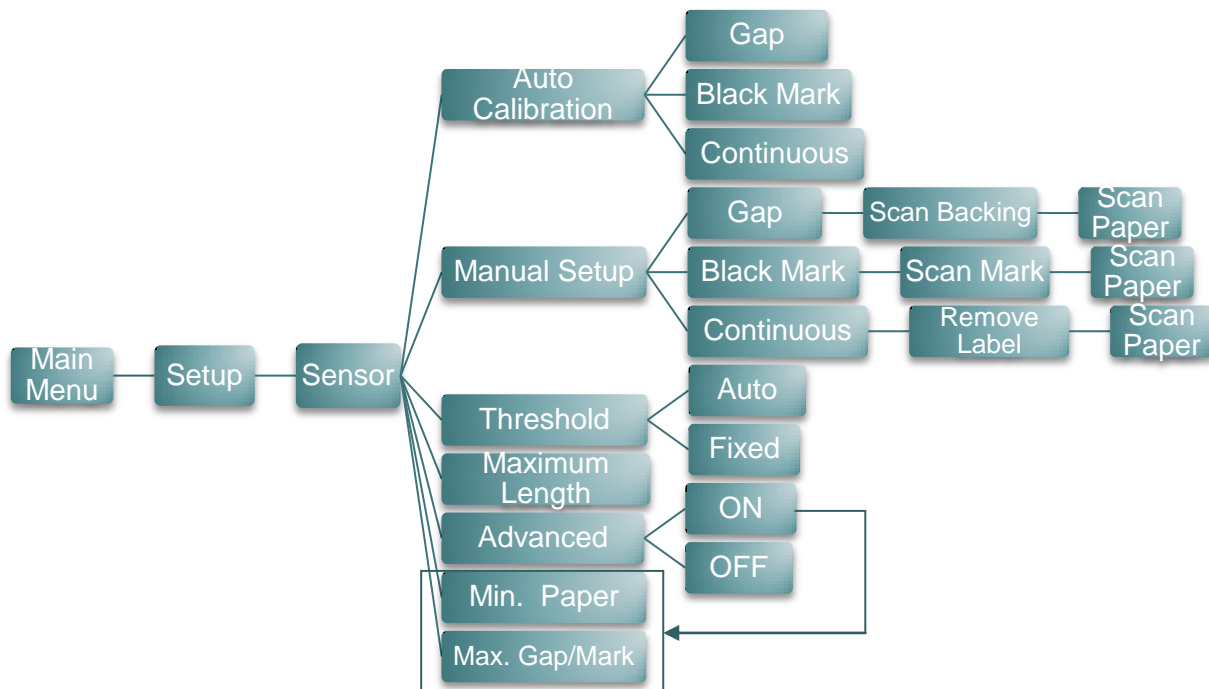 Main
Menu
Setup
Sensor
Auto
Calibration
Gap
Black Mark
Continuous
Manual Setup
Gap
Scan Backing
Scan
Paper
Black Mark
Scan Mark
Scan
Paper
Continuous
Remove
Label
Scan
Paper
Threshold
Auto
Fixed
Maximum
Length
Advanced
ON
OFF
Min. Paper
Max. Gap/Mark